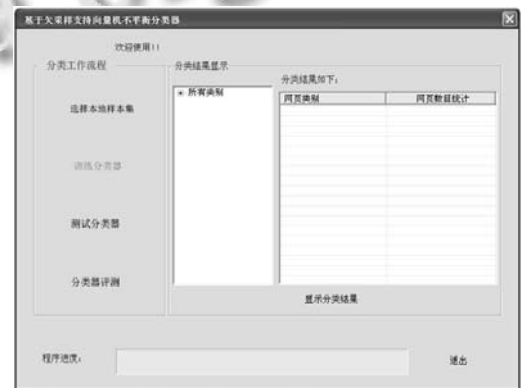 基于欠采样支持向量机不平衡分类器
欢迎使用!!
分类工作流程
选择本地样本集
训练分类器
测试分类器
分类器评测
分类结果显示
所有类别
分类结果如下:
网页类别 网页数目统计
显示分类结果
程序进度:
退出